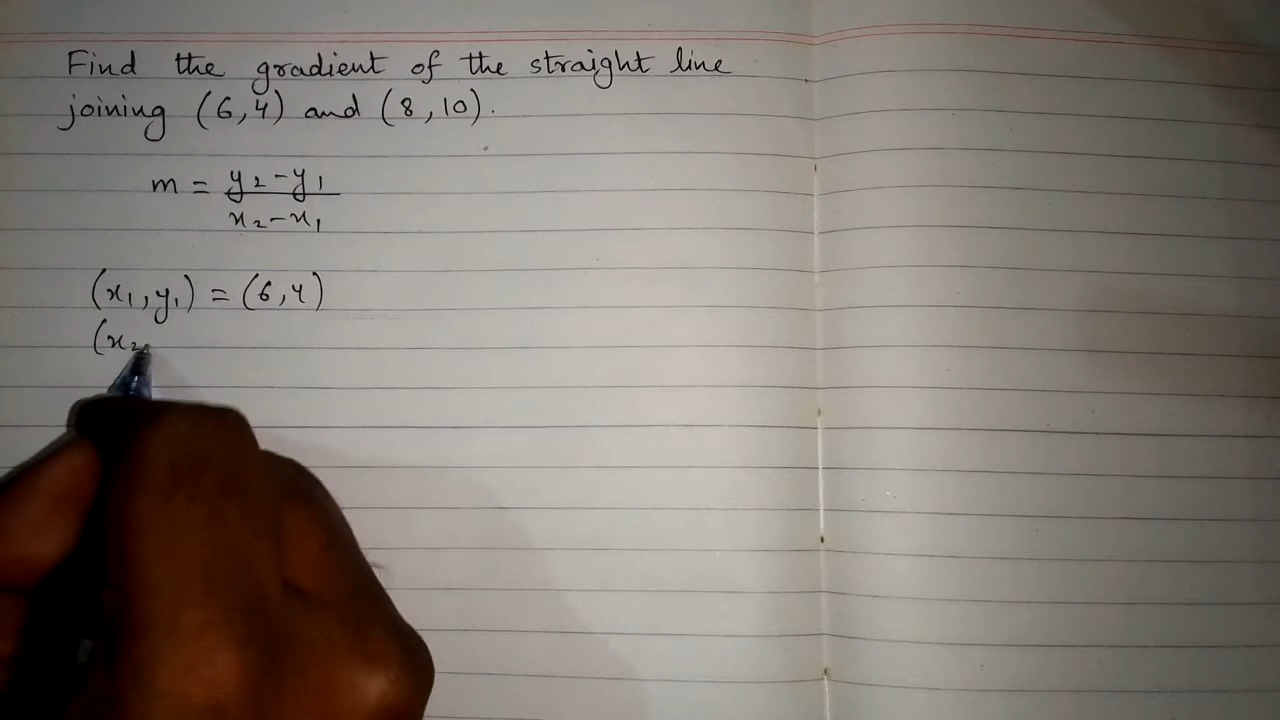 Find the gradient of the straight line
joining (6,4) and (8,10).
m = y₂-y₁
x₂-x₁
(x₁,y₁) = (6,4)
(x₂